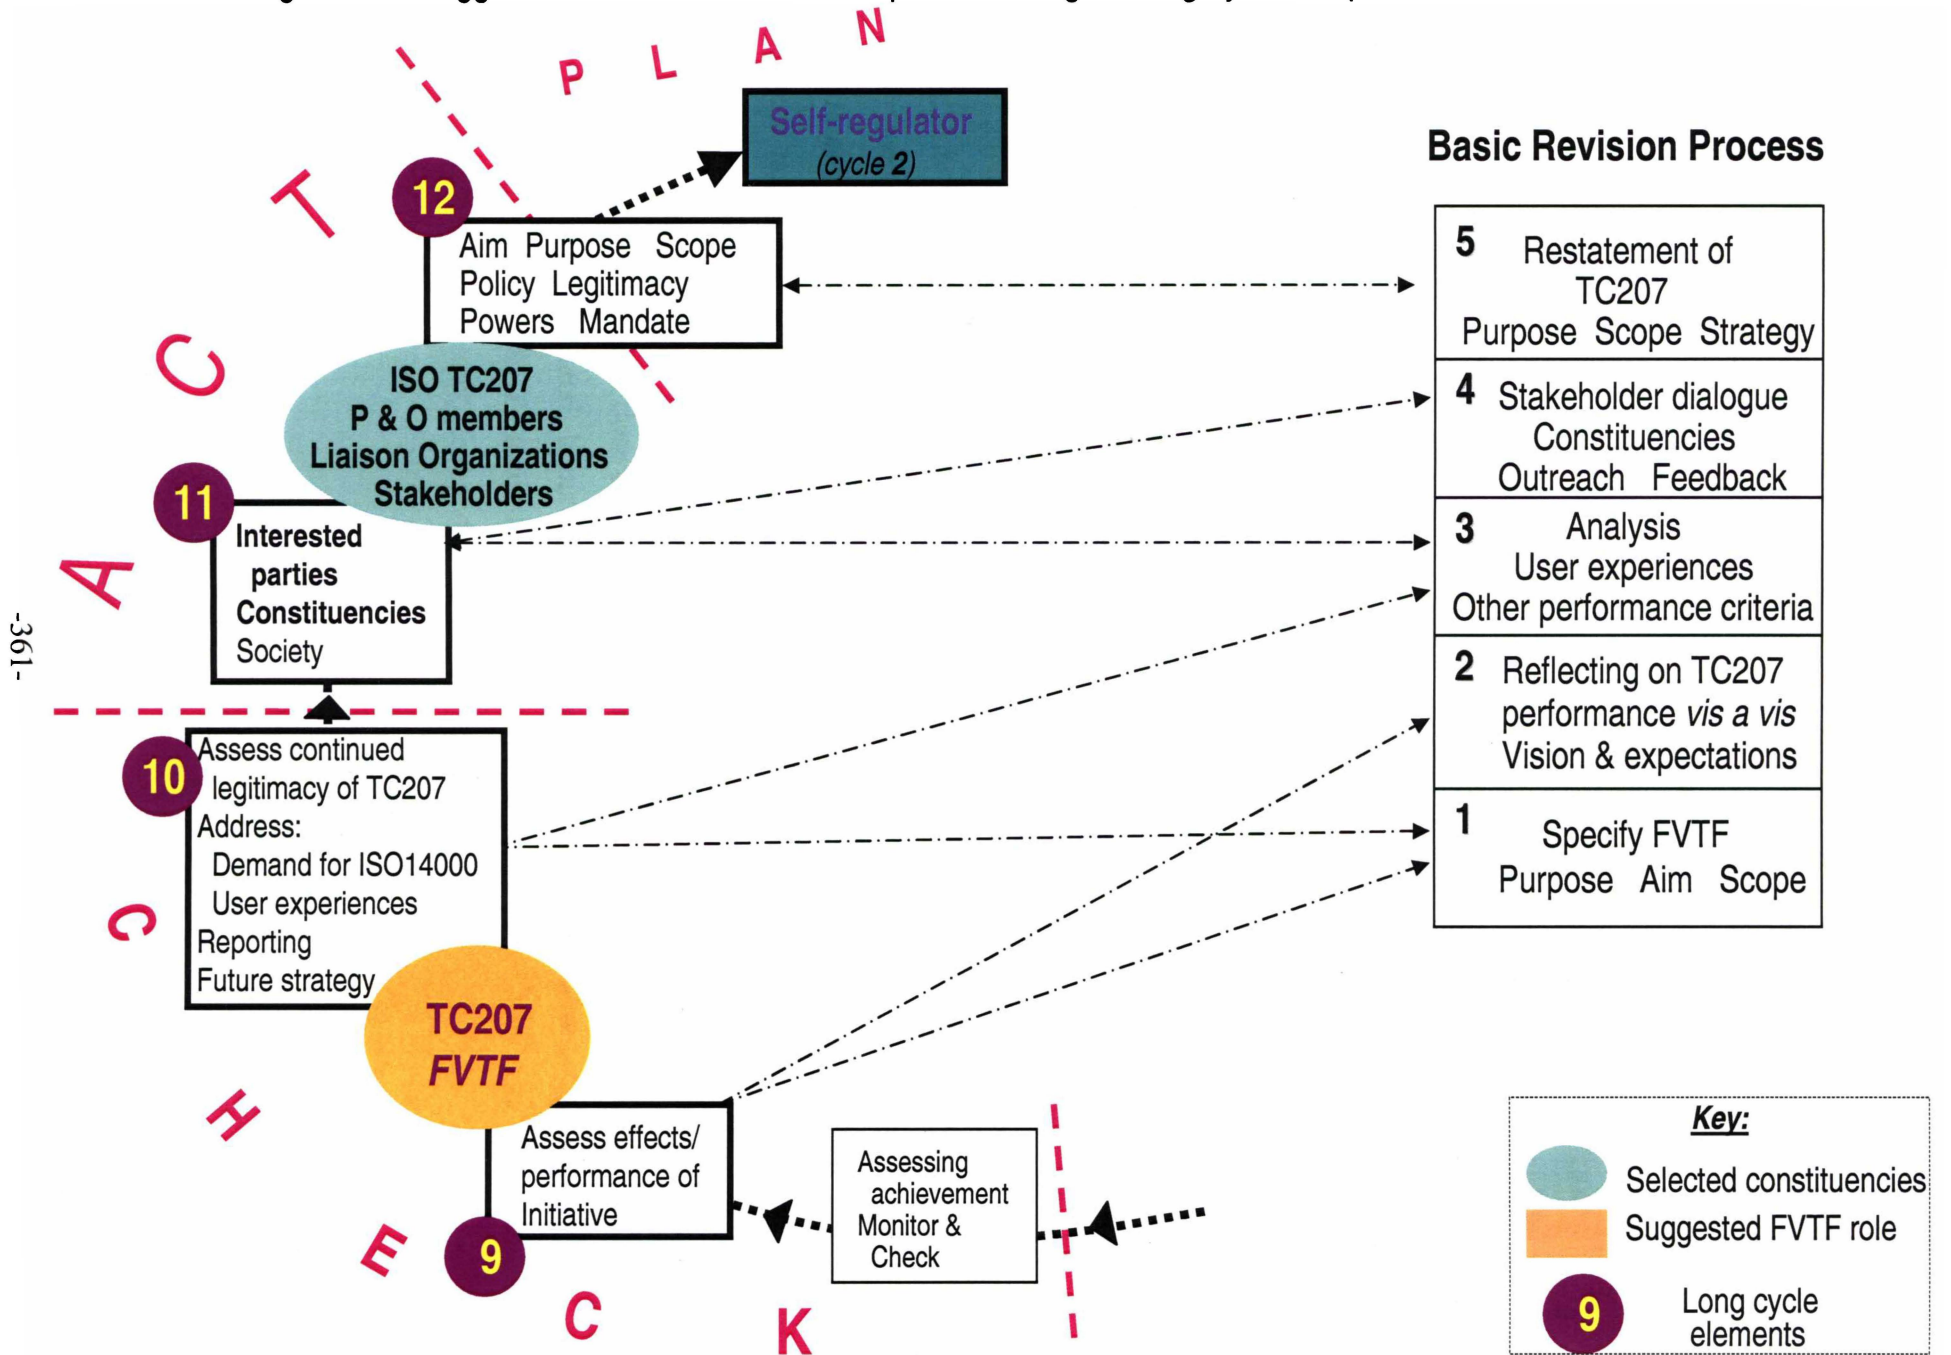 P L A N
Self-regulator
(cycle 2)
Basic Revision Process
A C T
12
Aim Purpose Scope
Policy Legitimacy
Powers Mandate
5 Restatement of
TC207
Purpose Scope Strategy
ISO TC207
P & O members
Liaison Organizations
Stakeholders
4 Stakeholder dialogue
Constituencies
Outreach Feedback
11
Interested
parties
Constituencies
Society
3 Analysis
User experiences
Other performance criteria
-361-
2 Reflecting on TC207
performance vis a vis
Vision & expectations
10
Assess continued
legitimacy of TC207
Address:
Demand for ISO14000
User experiences
Reporting
Future strategy
1 Specify FVTF
Purpose Aim Scope
TC207
FVTF
C H E C K
Assess effects/
performance of
Initiative
9
Assessing
achievement
Monitor &
Check
Key:
Selected constituencies
Suggested FVTF role
9 Long cycle
elements